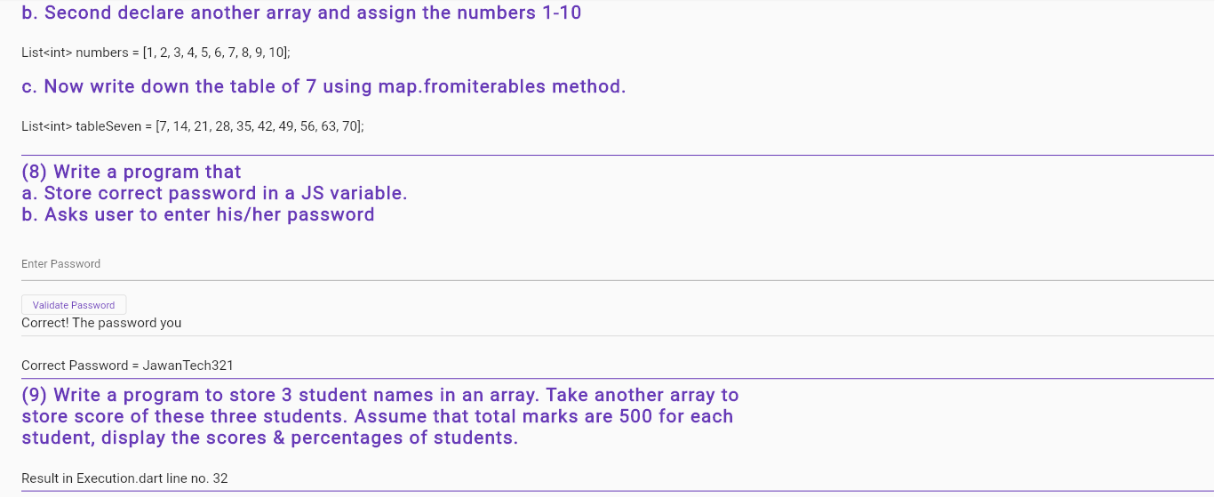 b. Second declare another array and assign the numbers 1-10
List<int> numbers = [1, 2, 3, 4, 5, 6, 7, 8, 9, 10];
c. Now write down the table of 7 using map.fromiterables method.
List<int> tableSeven = [7, 14, 21, 28, 35, 42, 49, 56, 63, 70];
(8) Write a program that
a. Store correct password in a JS variable.
b. Asks user to enter his/her password
Enter Password
Validate Password
Correct! The password you
Correct Password = JawanTech321
(9) Write a program to store 3 student names in an array. Take another array to
store score of these three students. Assume that total marks are 500 for each
student, display the scores & percentages of students.
Result in Execution.dart line no. 32